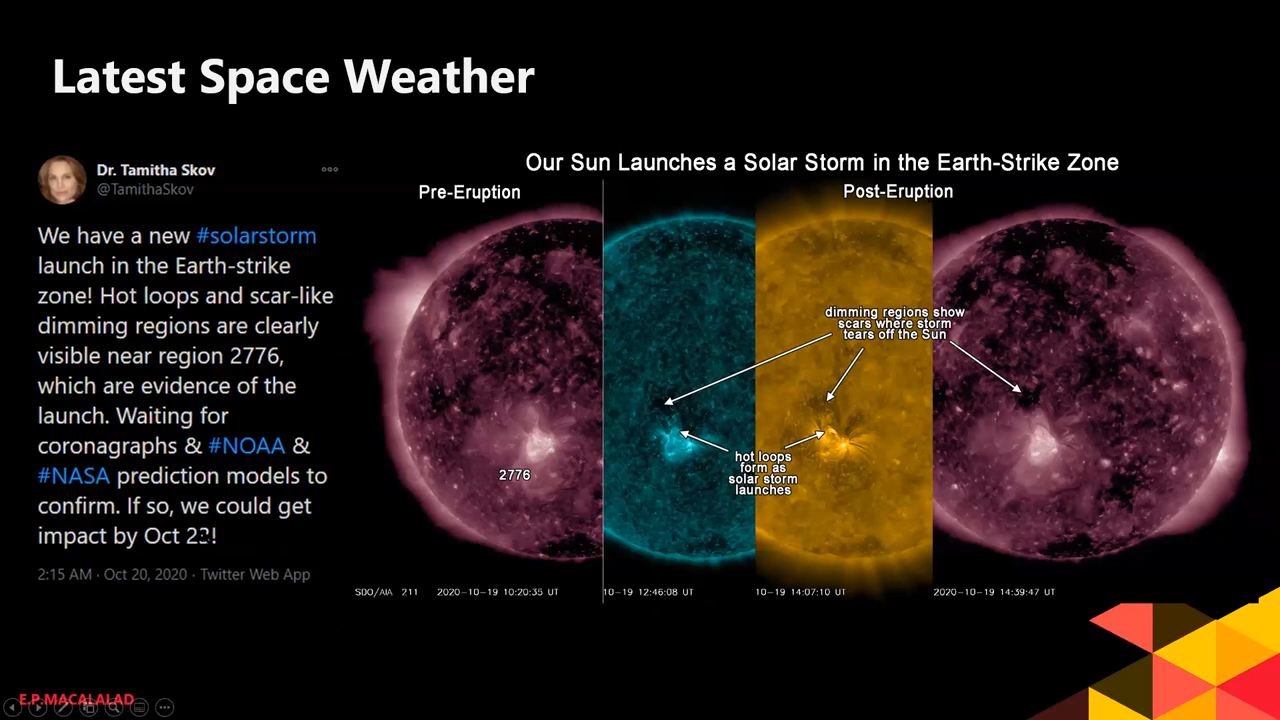 Latest Space Weather
Dr. Tamitha Skov
@TamithaSkov
We have a new #solarstorm
launch in the Earth-strike
zone! Hot loops and scar-like
dimming regions are clearly
visible near region 2776,
which are evidence of the
launch. Waiting for
coronagraphs & #NOAA &
#NASA prediction models to
confirm. If so, we could get
impact by Oct 23!
2:15 AM · Oct 20, 2020 · Twitter Web App
Our Sun Launches a Solar Storm in the Earth-Strike Zone
Pre-Eruption
Post-Eruption
dimming regions show
scars where storm
tears off the Sun
hot loops
form as
solar storm
launches
2776
SDO/AIA 211 2020-10-19 10:20:35 UT
10-19 12:46:08 UT
10-19 14:07:10 UT
2020-10-19 14:39:47 UT
E.P.MACALALAD